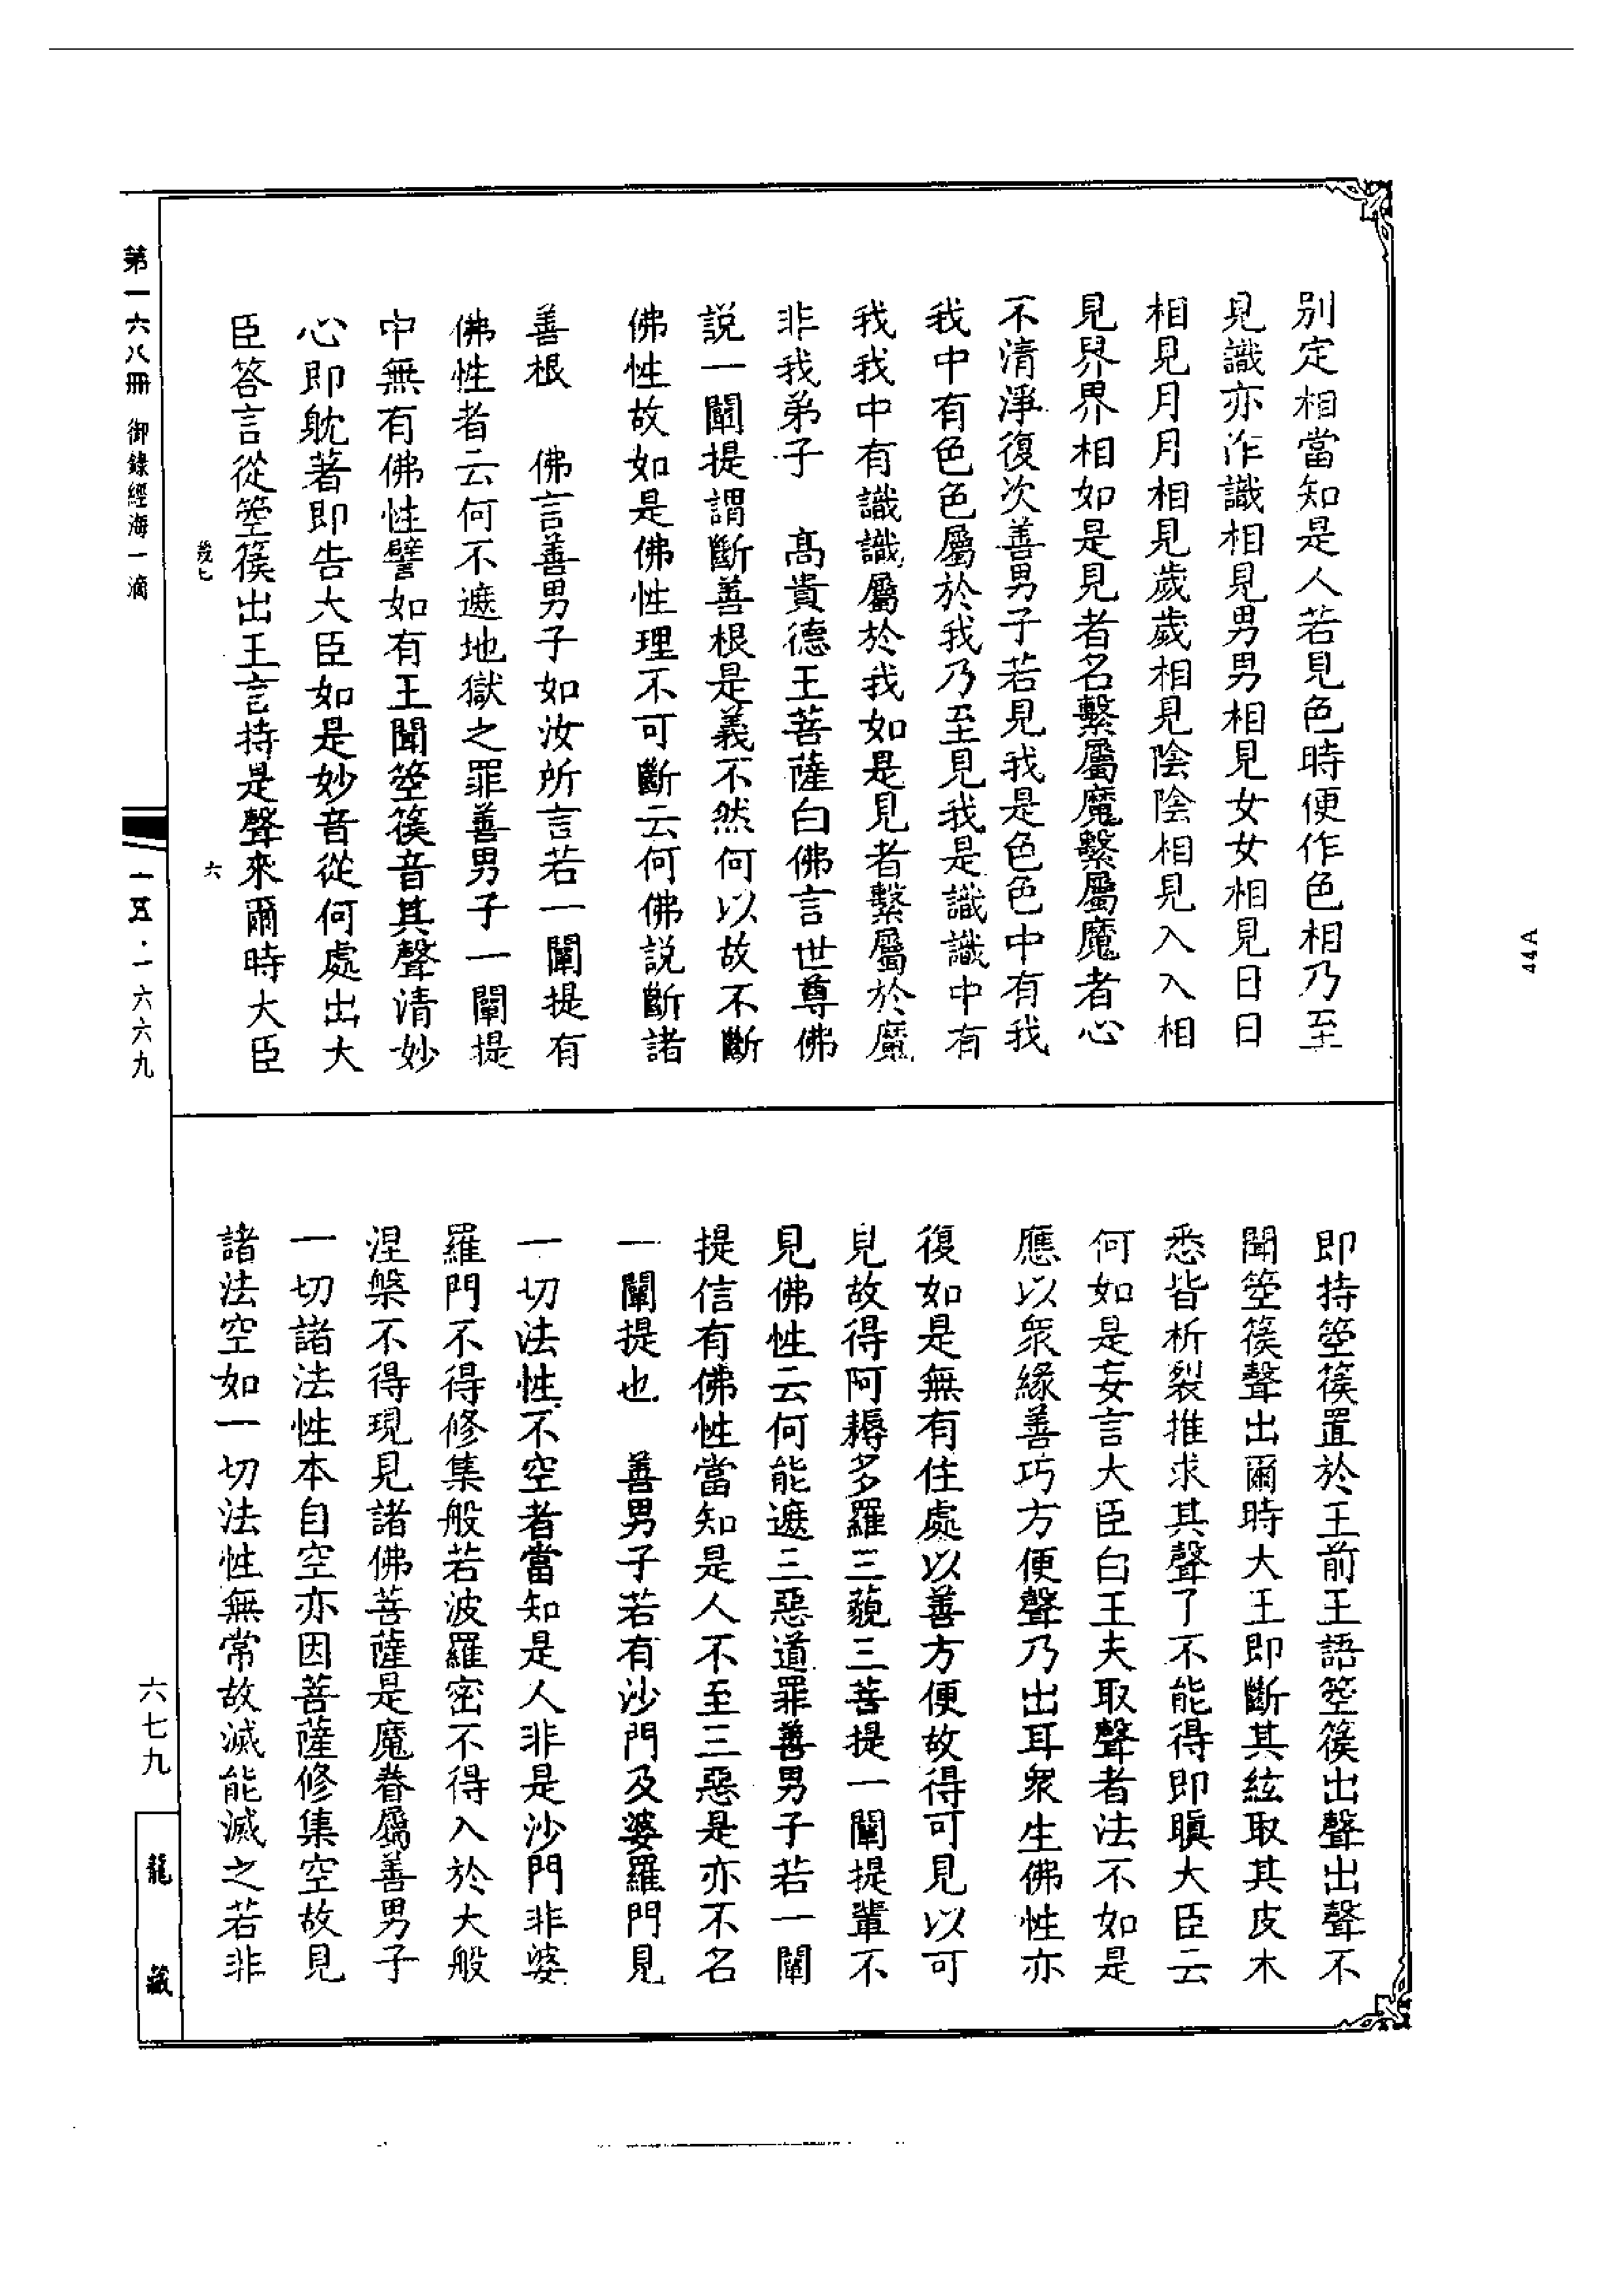 别定相當知是人若見色時便作色相乃至
見識亦作識相見男男相見女女相見日日
相見月月相見歲歲相見陰陰相見入入相
見界界相如是見者名繫屬魔繫屬魔者心
不清淨復次善男子若見我是色色中有我
我中有色色屬於我乃至見我是識識中有
我我中有識識屬於我如是見者繫屬於魔
非我弟子　高貴德王菩薩白佛言世尊佛
説一闡提謂斷善根是義不然何以故不斷
佛性故如是佛性理不可斷云何佛説斷諸
善根　佛言善男子如汝所言若一闡提有
佛性者云何不遮地獄之罪善男子一闡提
中無有佛性譬如有王聞箜篌音其聲清妙
心即躭著即告大臣如是妙音從何處出大
臣答言從箜篌出王言持是聲來爾時大臣
即持箜篌置於王前王語箜篌出聲出聲不
聞箜篌聲出爾時大王即斷其絃取其皮木
悉皆析裂推求其聲了不能得即瞋大臣云
何如是妄言大臣白王夫取聲者法不如是
應以衆緣善巧方便聲乃出耳衆生佛性亦
復如是無有住處以善方便故得可見以可
見故得阿耨多羅三藐三菩提一闡提輩不
見佛性云何能遮三惡道罪善男子若一闡
提信有佛性當知是人不至三惡是亦不名
一闡提也　善男子若有沙門及婆羅門見
一切法性不空者當知是人非是沙門非婆
羅門不得修集般若波羅密不得入於大般
涅槃不得現見諸佛菩薩是魔眷屬善男子
一切諸法性本自空亦因菩薩修集空故見
諸法空如一切法性無常故滅能滅之若非
六
第一六八冊　御錄經海一滴
一五·一六六九
六七九
龍藏
44A